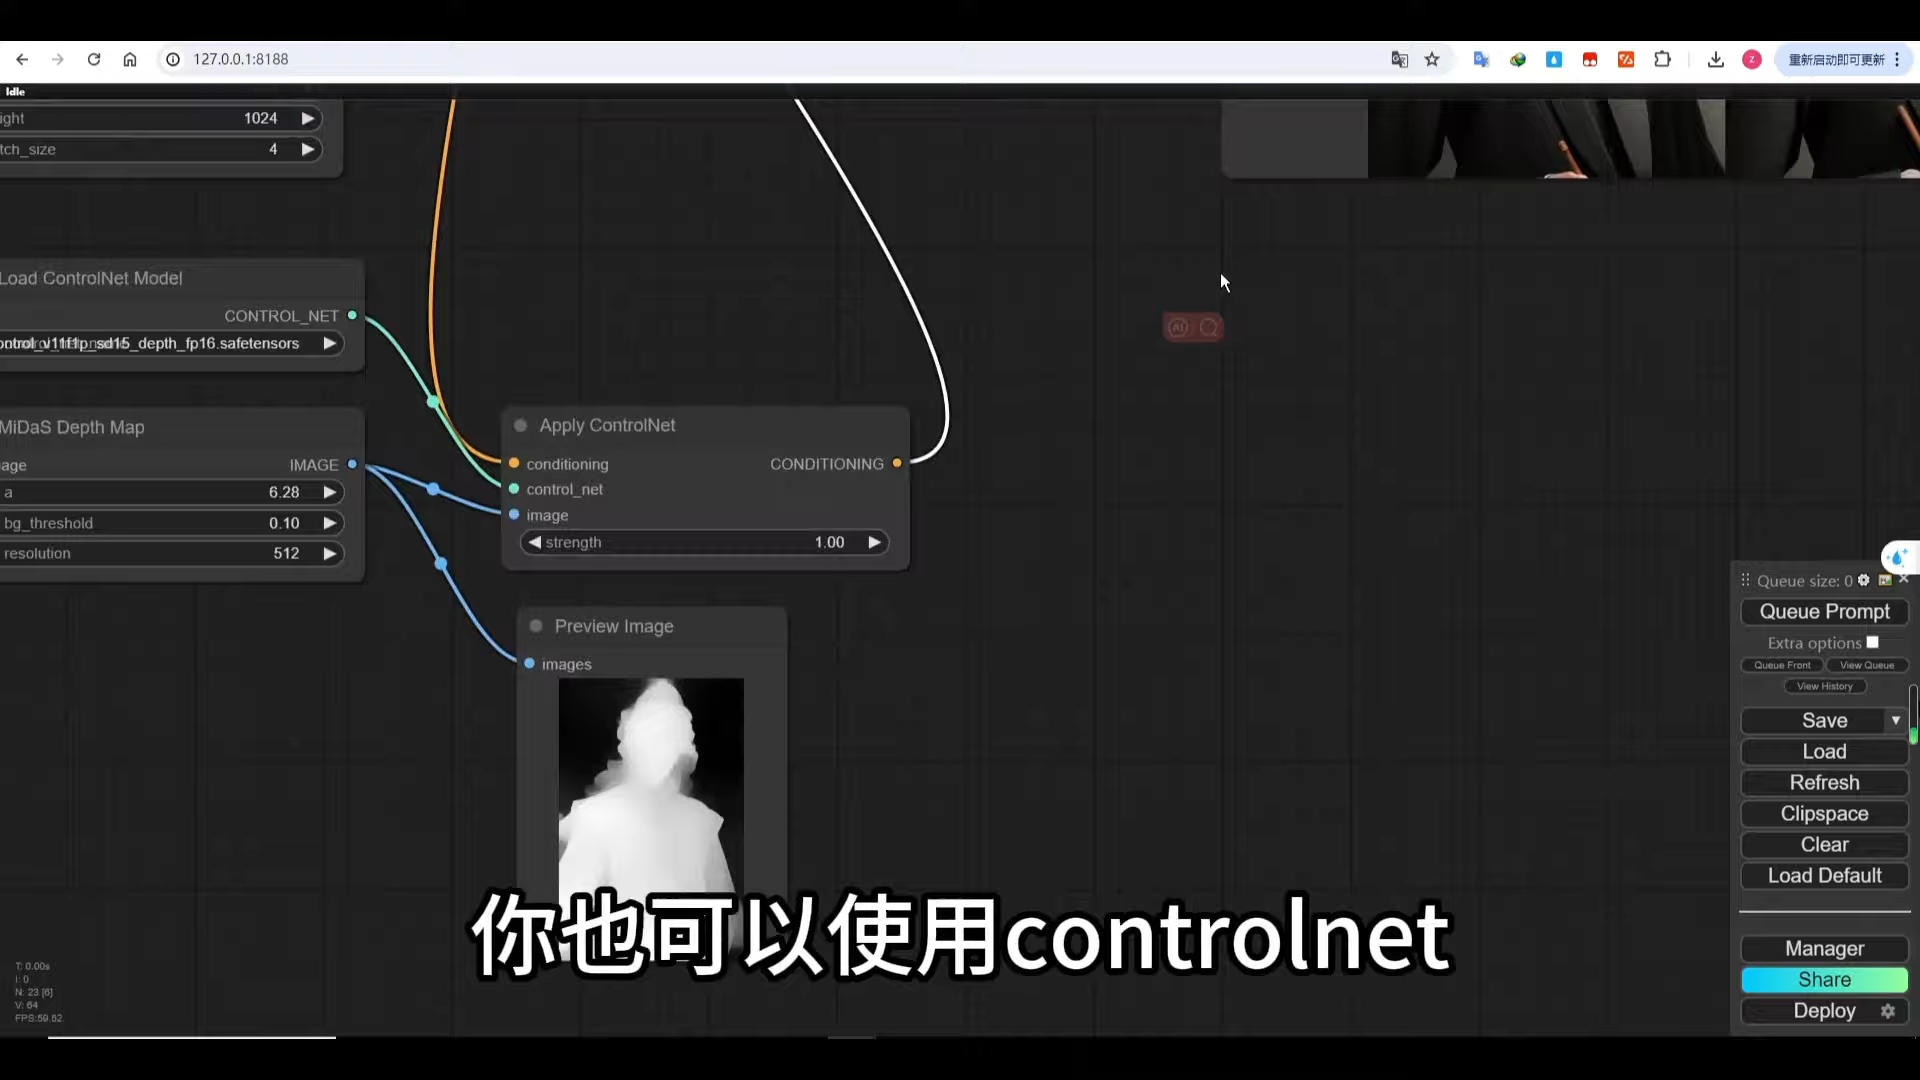 127.0.0.1:8188
重新启动即可更新
Idle
ight 1024
tch_size 4
Load ControlNet Model
CONTROL_NET
ontrol_v11f1p_sd15_depth_fp16.safetensors
MiDaS Depth Map
age IMAGE
a 6.28
bg_threshold 0.10
resolution 512
Apply ControlNet
conditioning CONDITIONING
control_net
image
strength 1.00
Preview Image
images
Queue size: 0
Queue Prompt
Extra options
Queue Front View Queue
View History
Save
Load
Refresh
Clipspace
Clear
Load Default
Manager
Share
Deploy
你也可以使用controlnet
T: 0.00s
I: 0
N: 23 [6]
V: 64
FPS:59.52